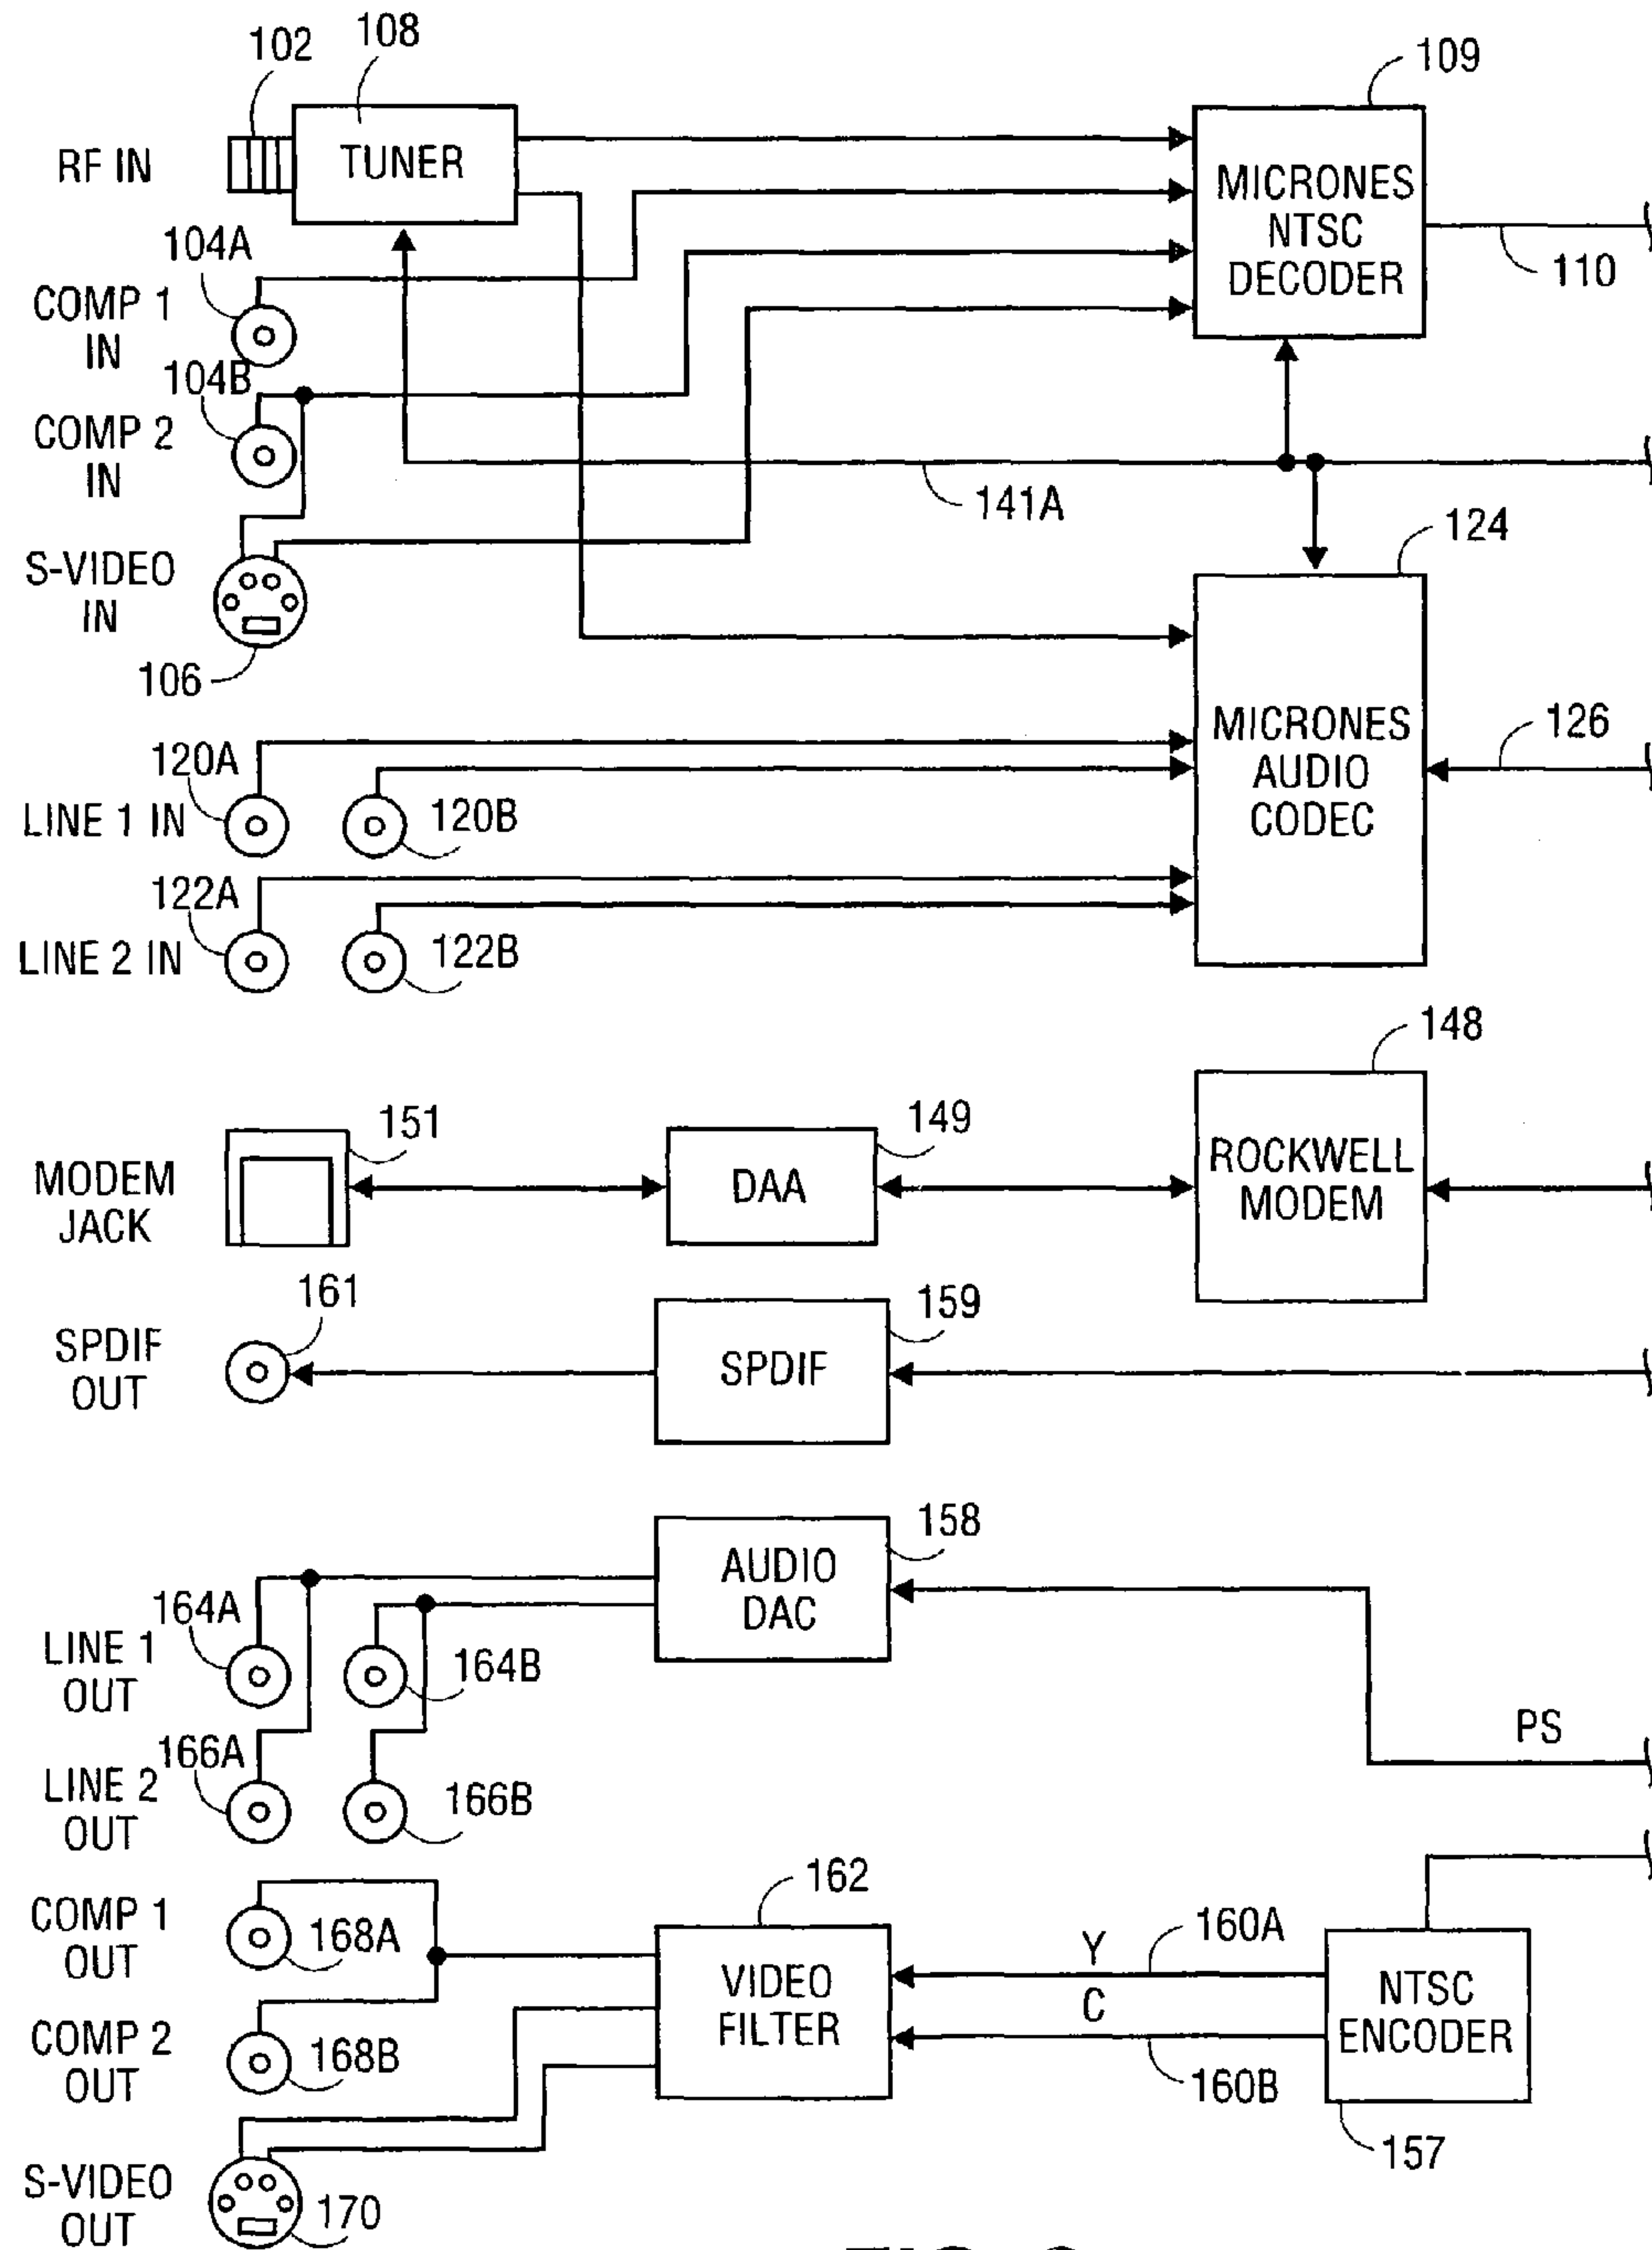 102
108
109
RF IN
TUNER
MICRONES
NTSC
DECODER
110
104A
COMP 1
IN
104B
COMP 2
IN
141A
124
S-VIDEO
IN
106
MICRONES
AUDIO
CODEC
126
120A
LINE 1 IN
120B
122A
LINE 2 IN
122B
148
151
149
MODEM
JACK
DAA
ROCKWELL
MODEM
161
159
SPDIF
OUT
SPDIF
158
AUDIO
DAC
164A
LINE 1
OUT
164B
PS
166A
LINE 2
OUT
166B
162
COMP 1
OUT
168A
VIDEO
FILTER
Y
160A
C
160B
NTSC
ENCODER
157
COMP 2
OUT
168B
S-VIDEO
OUT
170